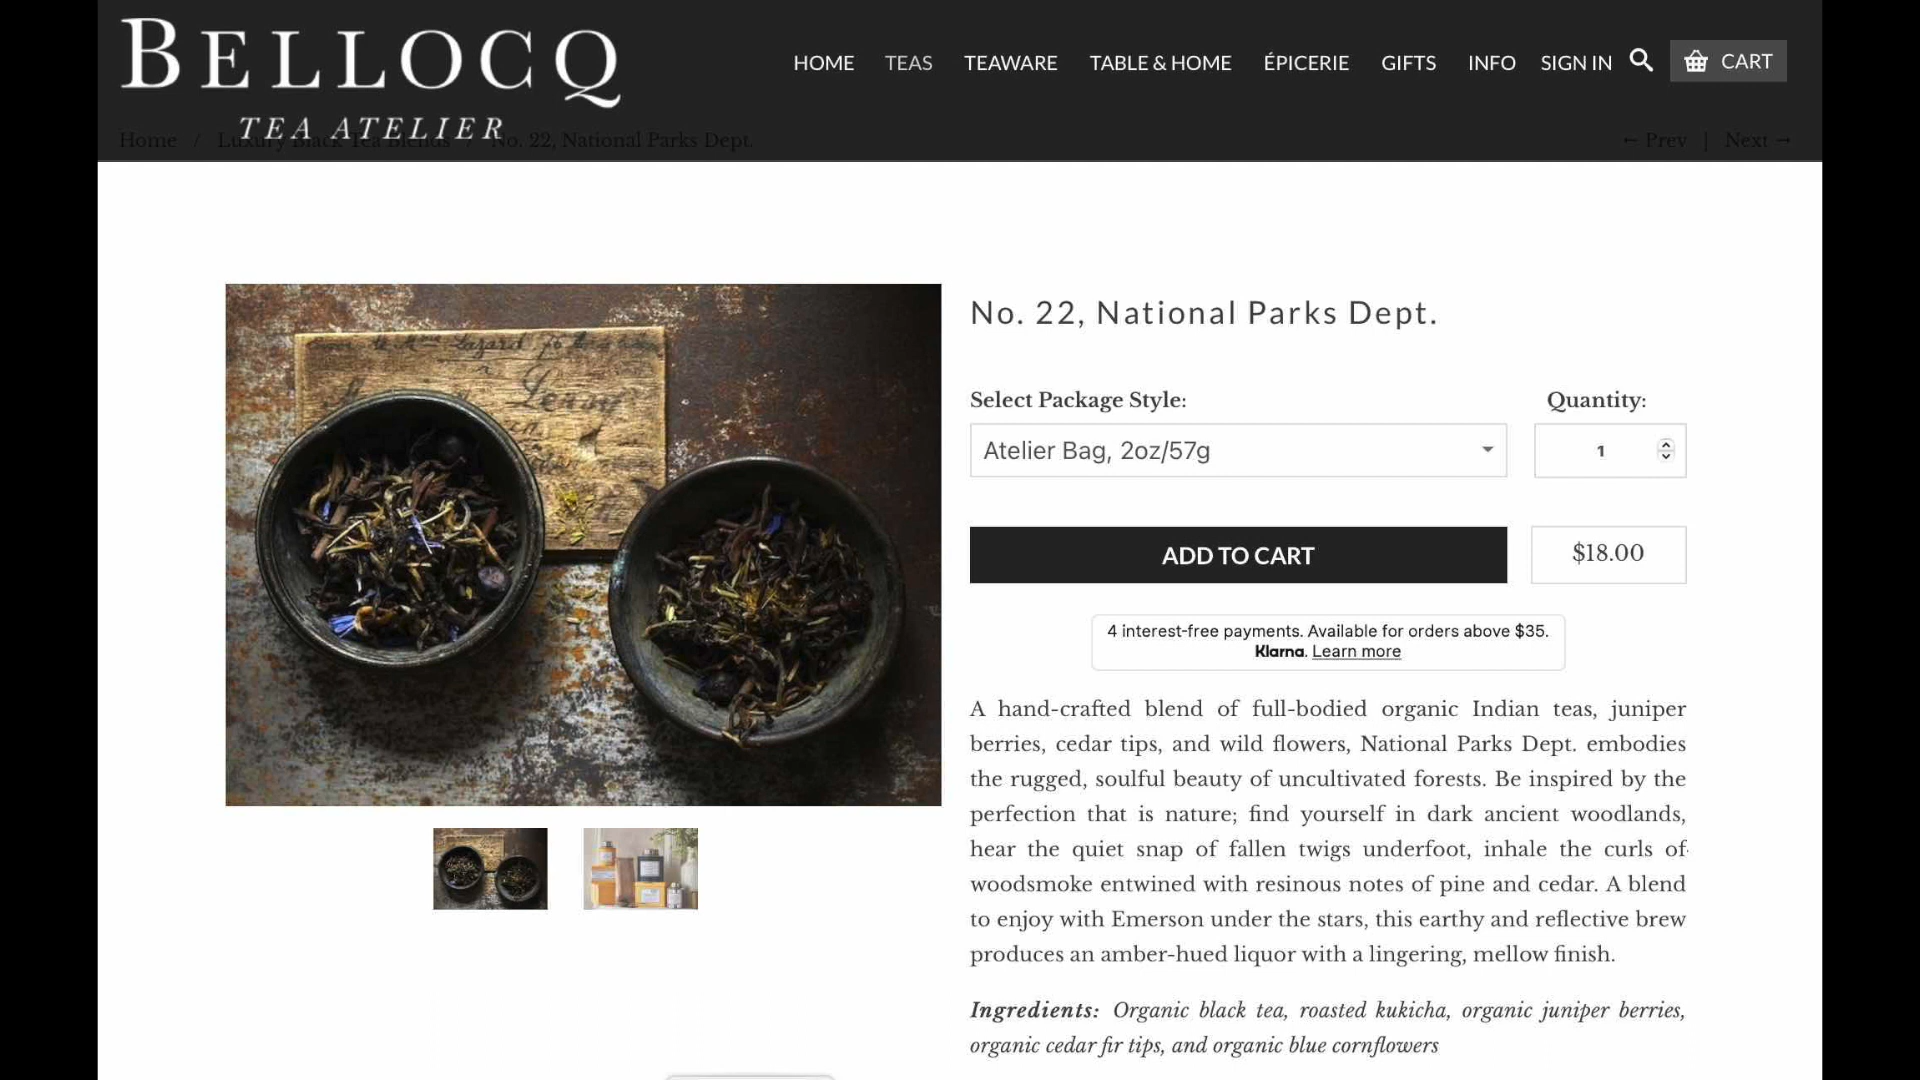 BELLOCQ
TEA ATELIER
HOME TEAS TEAWARE TABLE & HOME ÉPICERIE GIFTS INFO SIGN IN CART
Home / Luxury Black Tea Blends / No. 22, National Parks Dept.
← Prev | Next →
No. 22, National Parks Dept.
Select Package Style: Quantity:
Atelier Bag, 2oz/57g 1
ADD TO CART $18.00
4 interest-free payments. Available for orders above $35.
Klarna. Learn more
A hand-crafted blend of full-bodied organic Indian teas, juniper
berries, cedar tips, and wild flowers, National Parks Dept. embodies
the rugged, soulful beauty of uncultivated forests. Be inspired by the
perfection that is nature; find yourself in dark ancient woodlands,
hear the quiet snap of fallen twigs underfoot, inhale the curls of
woodsmoke entwined with resinous notes of pine and cedar. A blend
to enjoy with Emerson under the stars, this earthy and reflective brew
produces an amber-hued liquor with a lingering, mellow finish.
Ingredients: Organic black tea, roasted kukicha, organic juniper berries,
organic cedar fir tips, and organic blue cornflowers